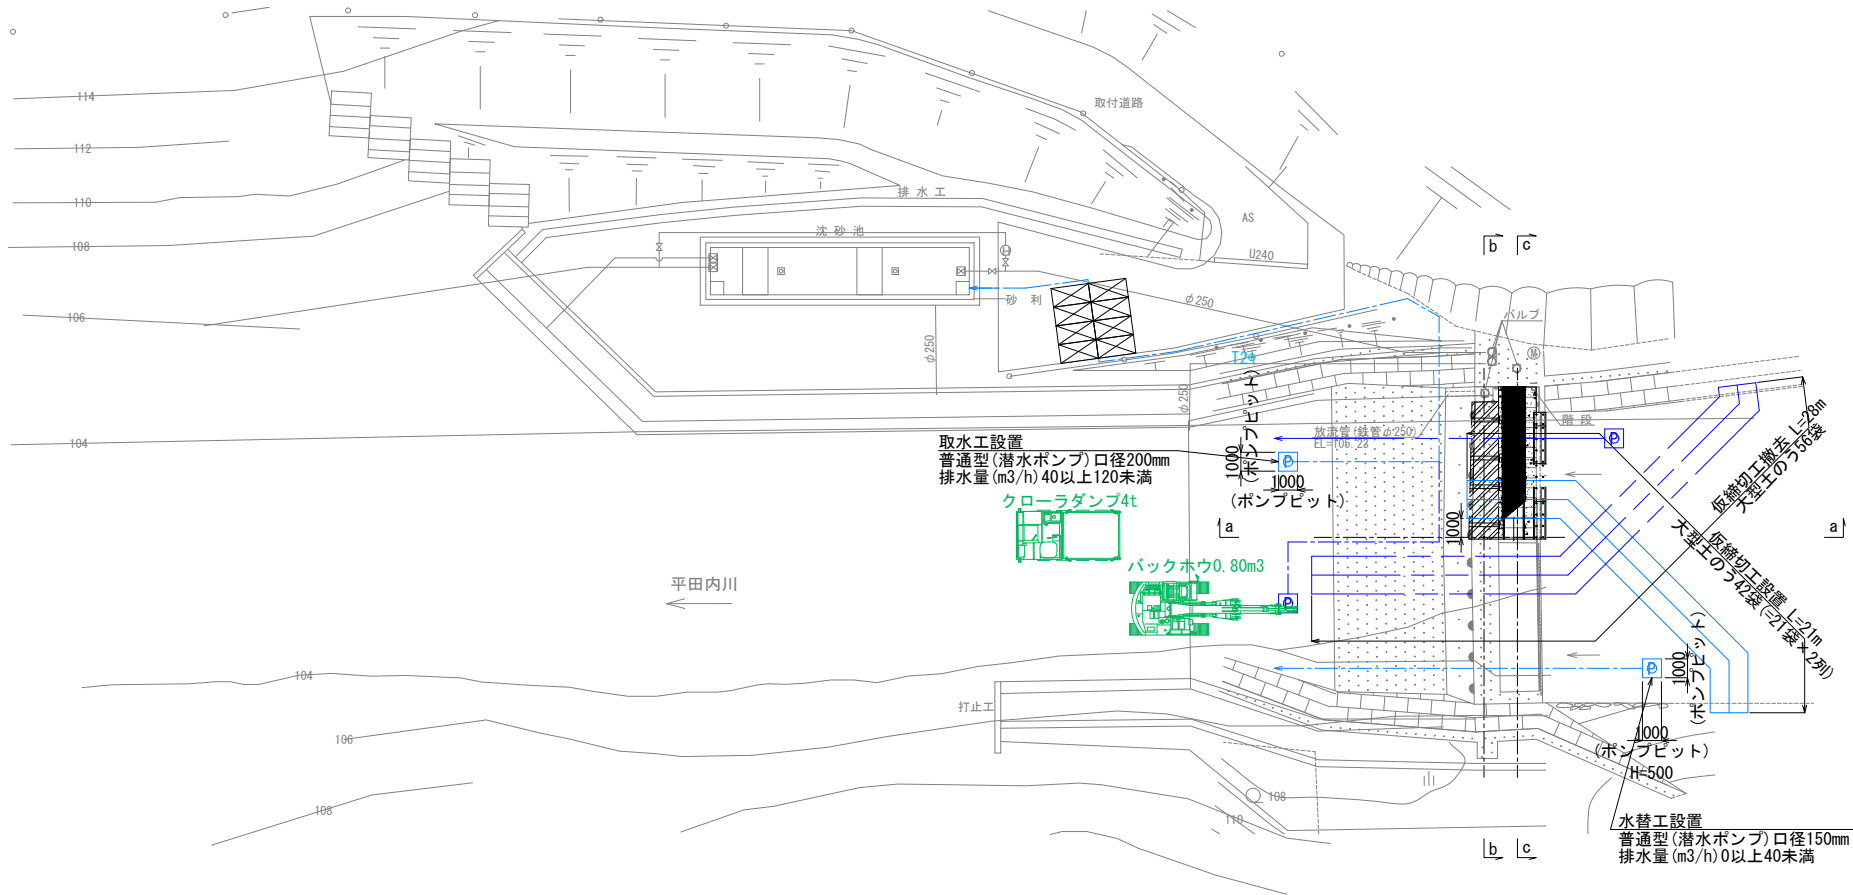 114
112
110
108
106
104
取付道路
排 水 工
沈 砂 池
AS
U240
砂 利
φ250
φ250
φ250
バルブ
b
c
階 段
放流管(鉄管φ250)
EL=106.23
取水工設置
普通型(潜水ポンプ)口径200mm
排水量(m3/h)40以上120未満
1000
(ポンプピット)
1000
(ポンプピット)
P
P
クローラダンプ4t
バックホウ0.80m3
P
a
a
1000
仮締切工撤去 L=28m
大型土のう56袋
仮締切工設置 L=21m
大型土のう42袋(=21袋×2列)
平田内川
P
1000
(ポンプピット)
1000
(ポンプピット)
H=500
104
打止工
106
108
108
110
水替工設置
普通型(潜水ポンプ)口径150mm
排水量(m3/h)0以上40未満
b
c